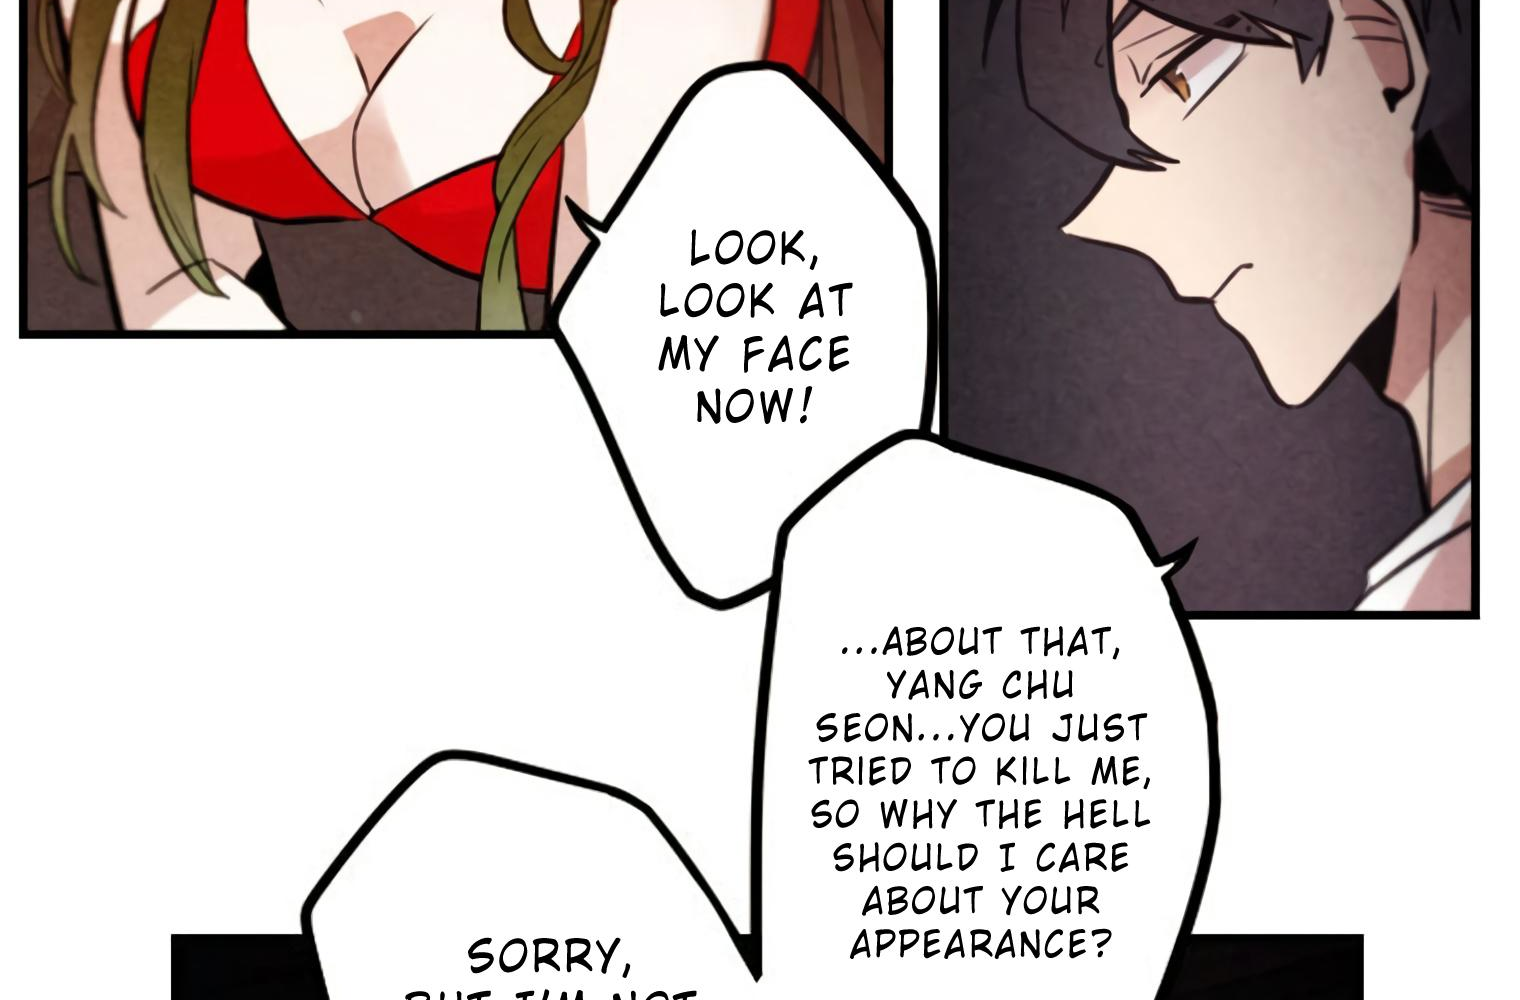 LOOK,
LOOK AT
MY FACE
NOW!
...ABOUT THAT,
YANG CHU
SEON...YOU JUST
TRIED TO KILL ME,
SO WHY THE HELL
SHOULD I CARE
ABOUT YOUR
APPEARANCE?
SORRY,
BUT I'M NOT